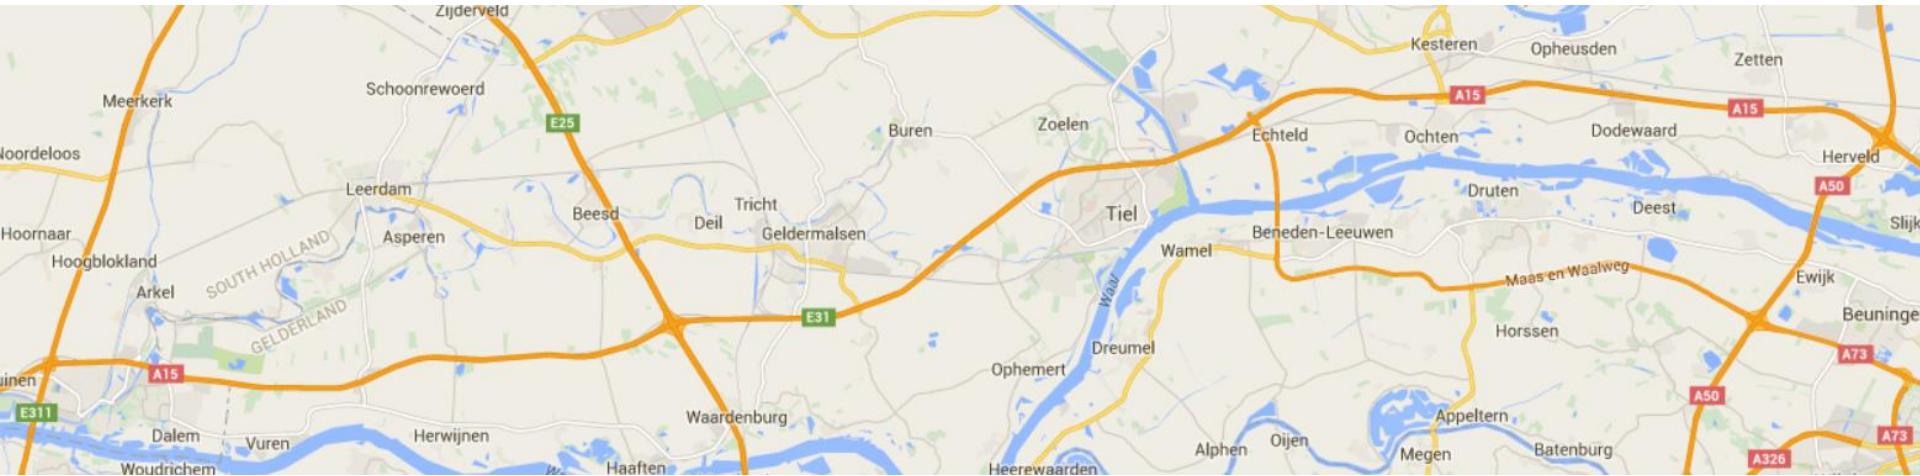 Zijderveld
Kesteren
Opheusden
Zetten
Schoonrewoerd
Meerkerk
A15
A15
E25
Buren
Zoelen
Echteld
Ochten
Dodewaard
Noordeloos
Herveld
Leerdam
A50
Druten
Tricht
Beesd
Deil
Tiel
Deest
Slijk
Hoornaar
Asperen
Geldermalsen
Beneden-Leeuwen
Wamel
Hoogblokland
SOUTH HOLLAND
Maas en Waalweg
Ewijk
Arkel
Waal
GELDERLAND
E31
Beuninge
Horssen
Dreumel
A73
Ophemert
A15
uinen
A50
E311
Waardenburg
Appeltern
Dalem
Vuren
Herwijnen
A73
Oijen
Alphen
Batenburg
Megen
A326
Woudrichem
Haaften
Heerewaarden